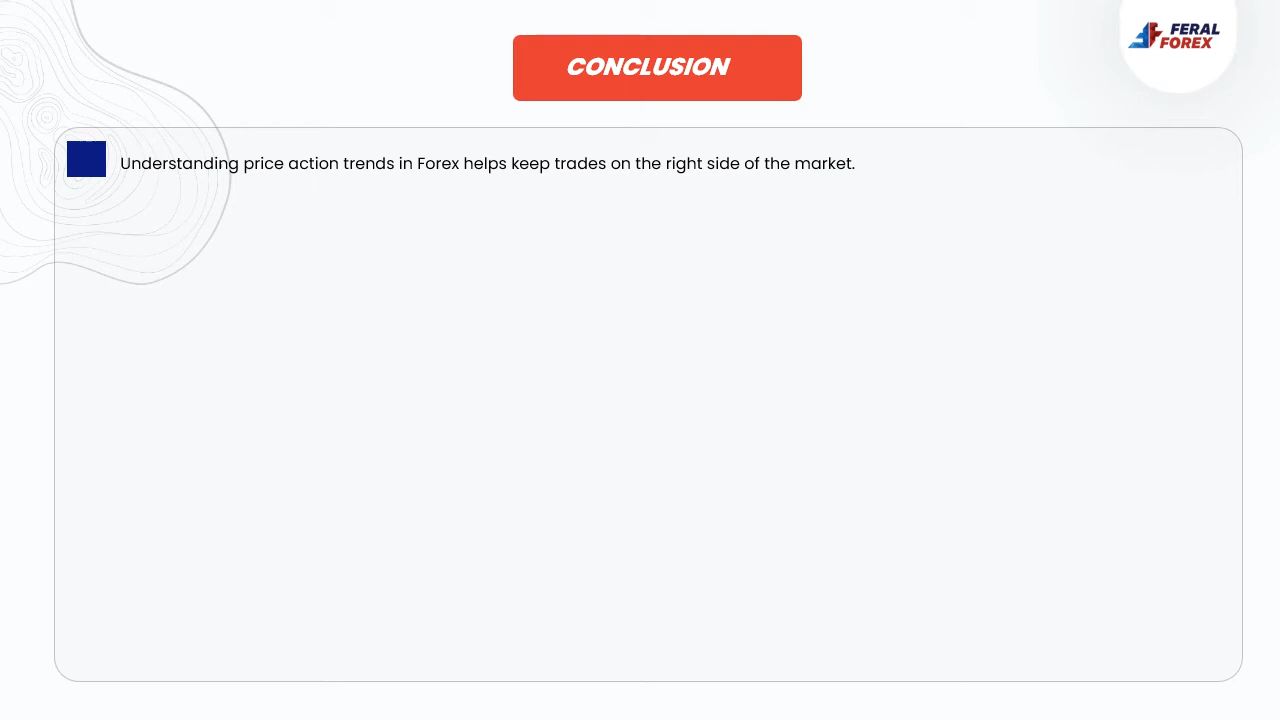 CONCLUSION
FERAL
FOREX
Understanding price action trends in Forex helps keep trades on the right side of the market.